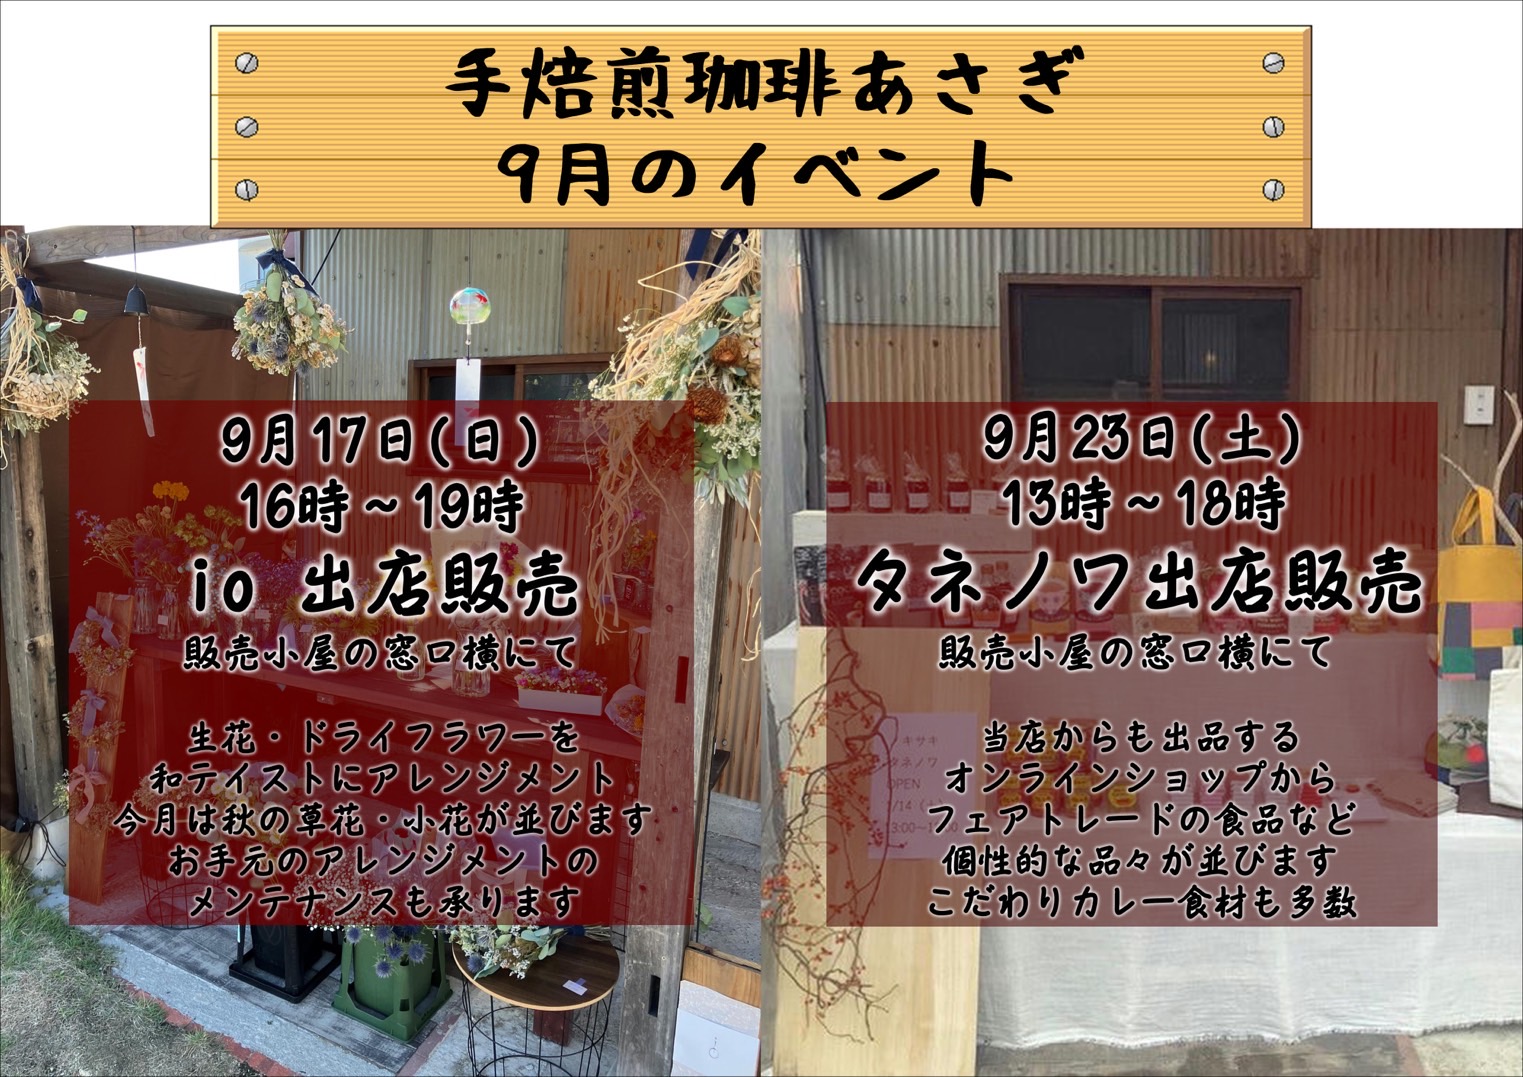 手焙煎珈琲あさぎ
9月のイベント
9月17日(日)
16時～19時
io 出店販売
販売小屋の窓口横にて
生花・ドライフラワーを
和テイストにアレンジメント
今月は秋の草花・小花が並びます
お手元のアレンジメントの
メンテナンスも承ります
9月23日(土)
13時～18時
タネノワ出店販売
販売小屋の窓口横にて
当店からも出品する
オンラインショップから
フェアトレードの食品など
個性的な品々が並びます
こだわりカレー食材も多数
キサキ
タネノワ
OPEN